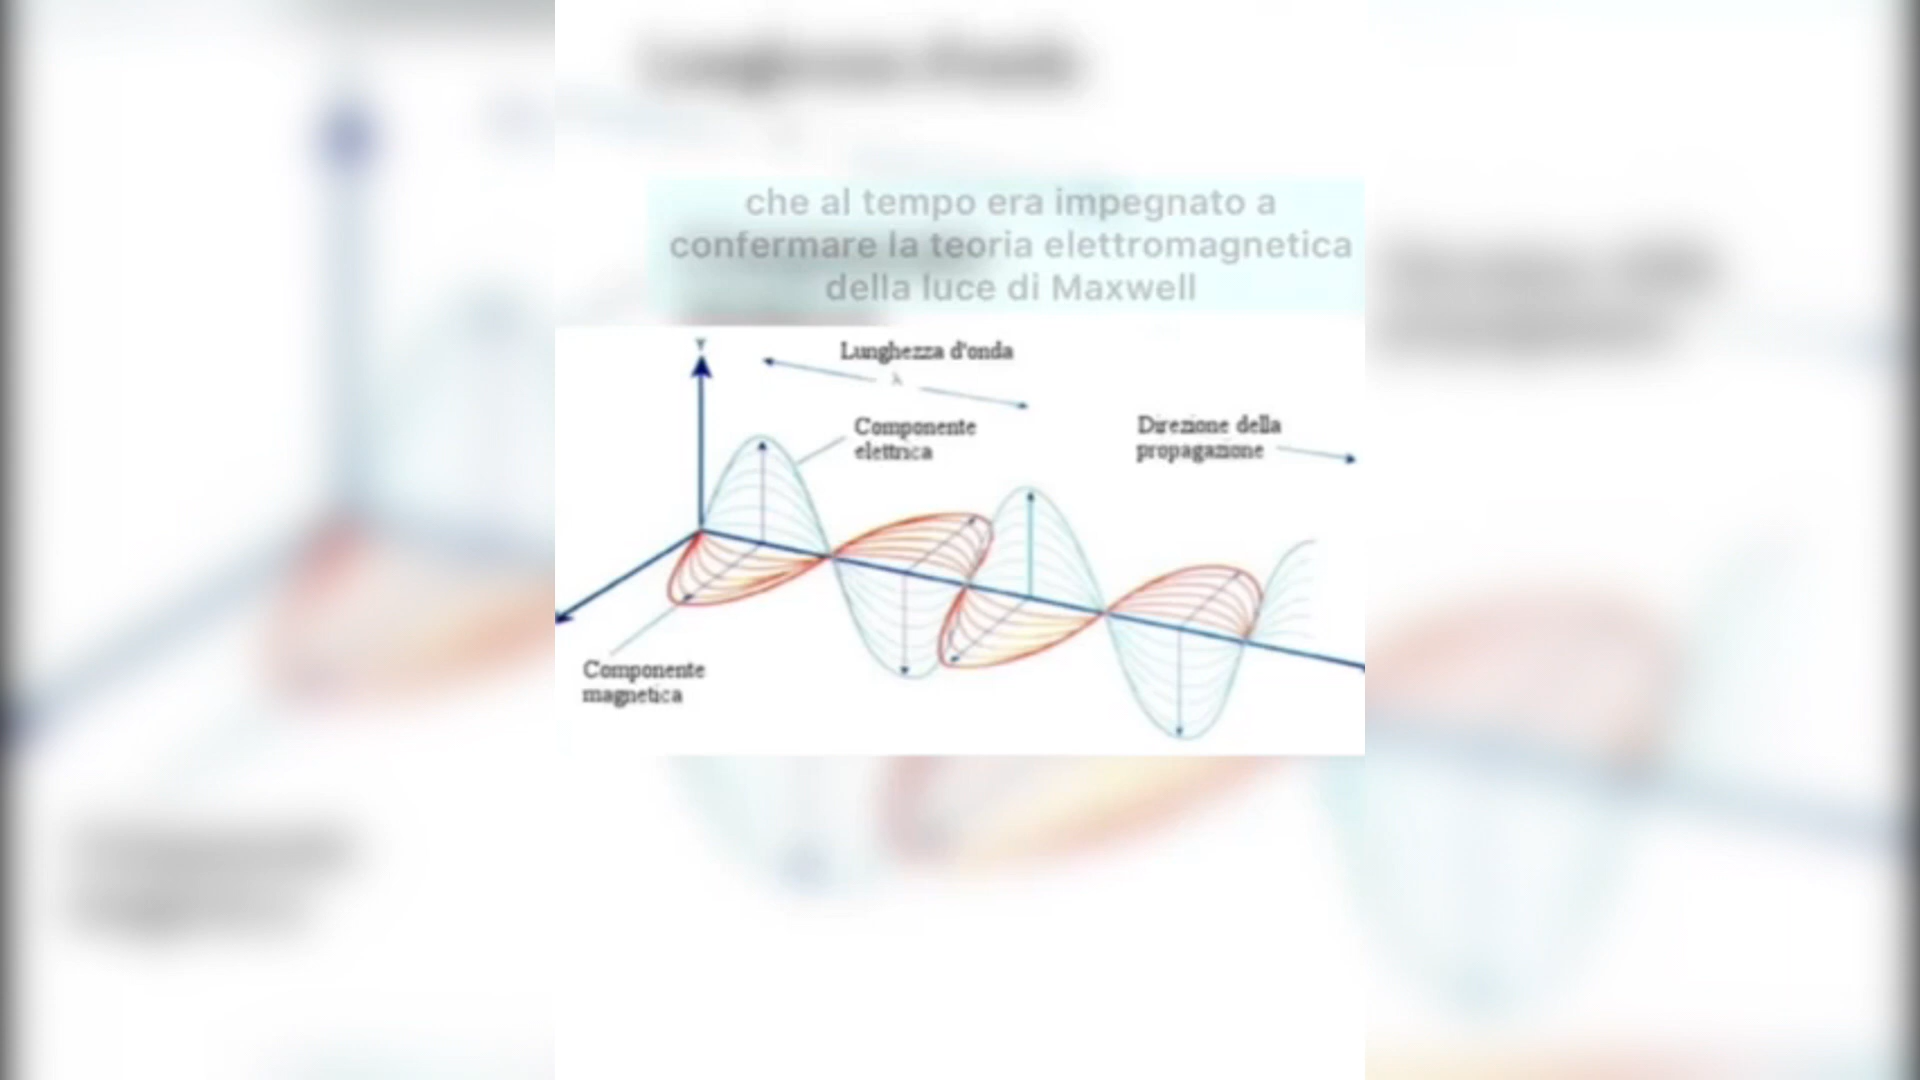 che al tempo era impegnato a
confermare la teoria elettromagnetica
della luce di Maxwell
Y
Lunghezza d'onda
λ
Componente
elettrica
Direzione della
propagazione
Componente
magnetica